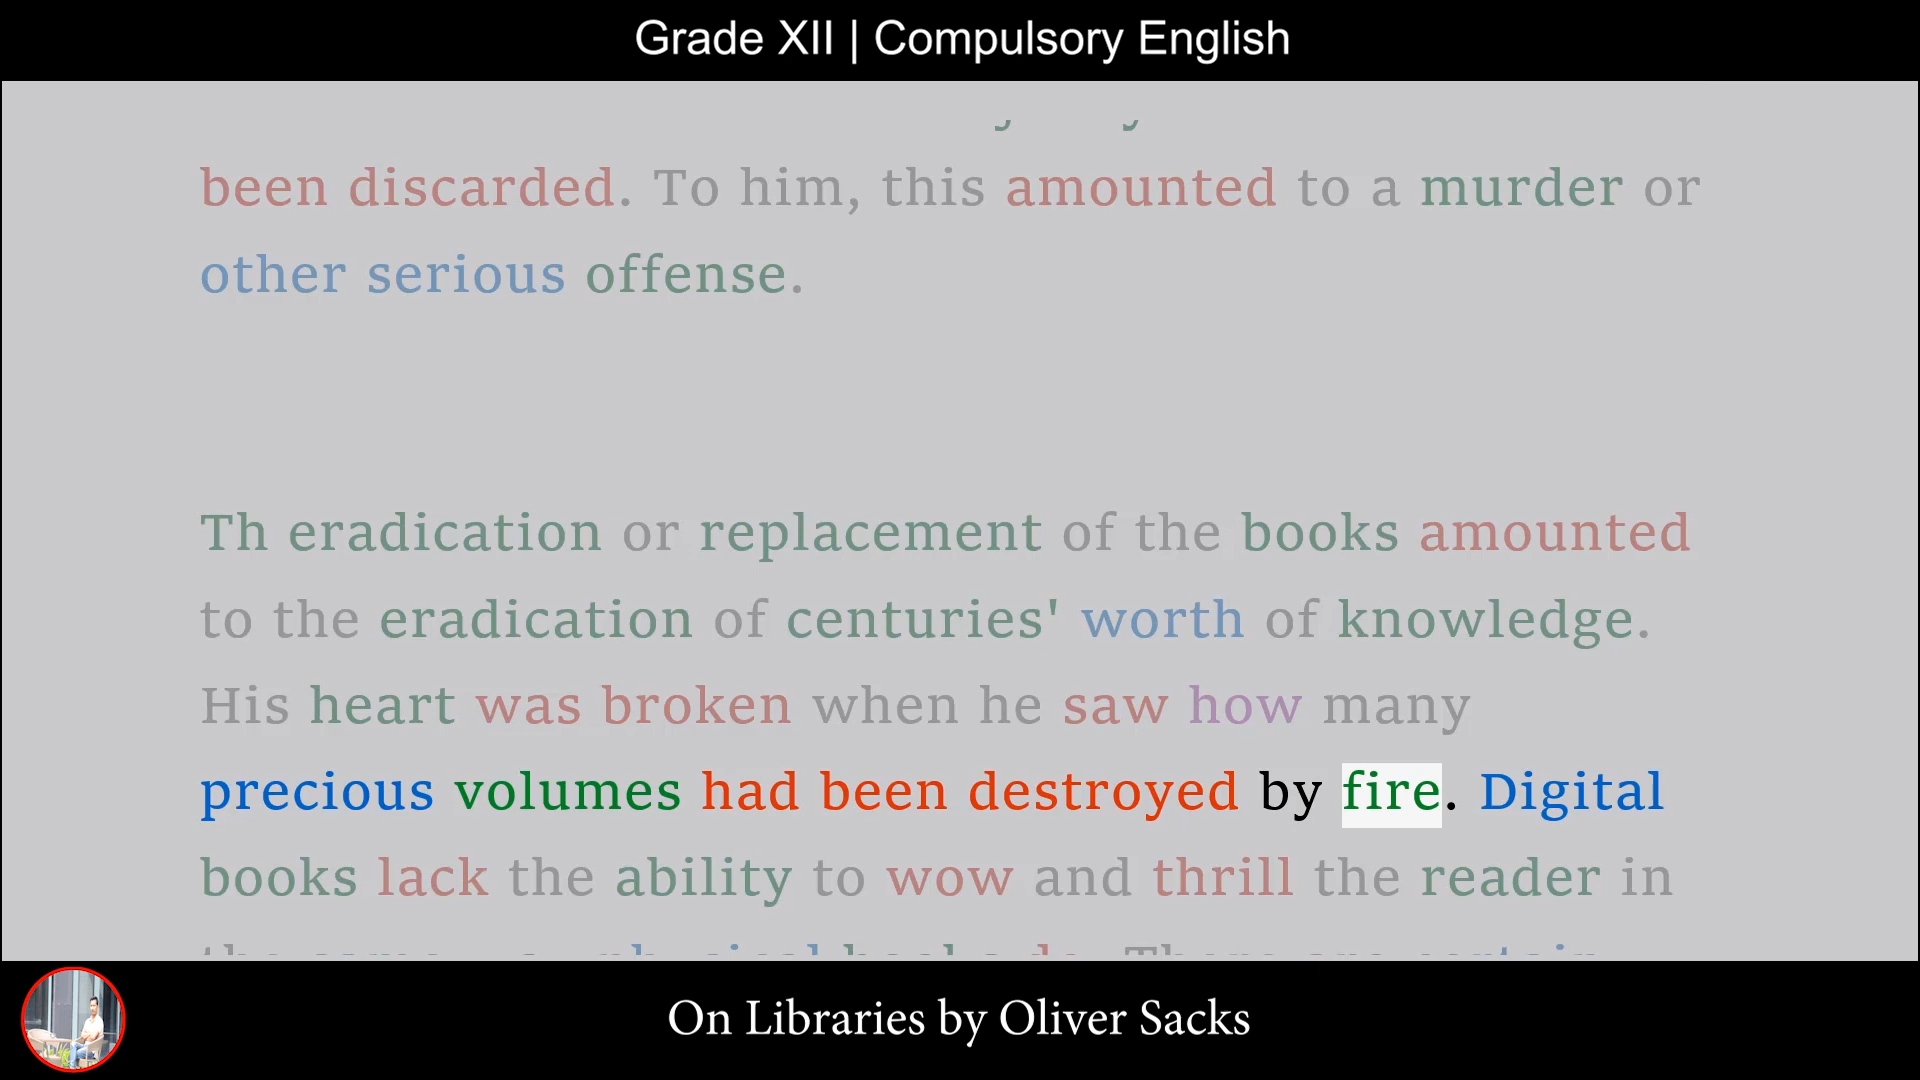 Grade XII | Compulsory English
been discarded. To him, this amounted to a murder or
other serious offense.
Th eradication or replacement of the books amounted
to the eradication of centuries' worth of knowledge.
His heart was broken when he saw how many
precious volumes had been destroyed by fire. Digital
books lack the ability to wow and thrill the reader in
On Libraries by Oliver Sacks